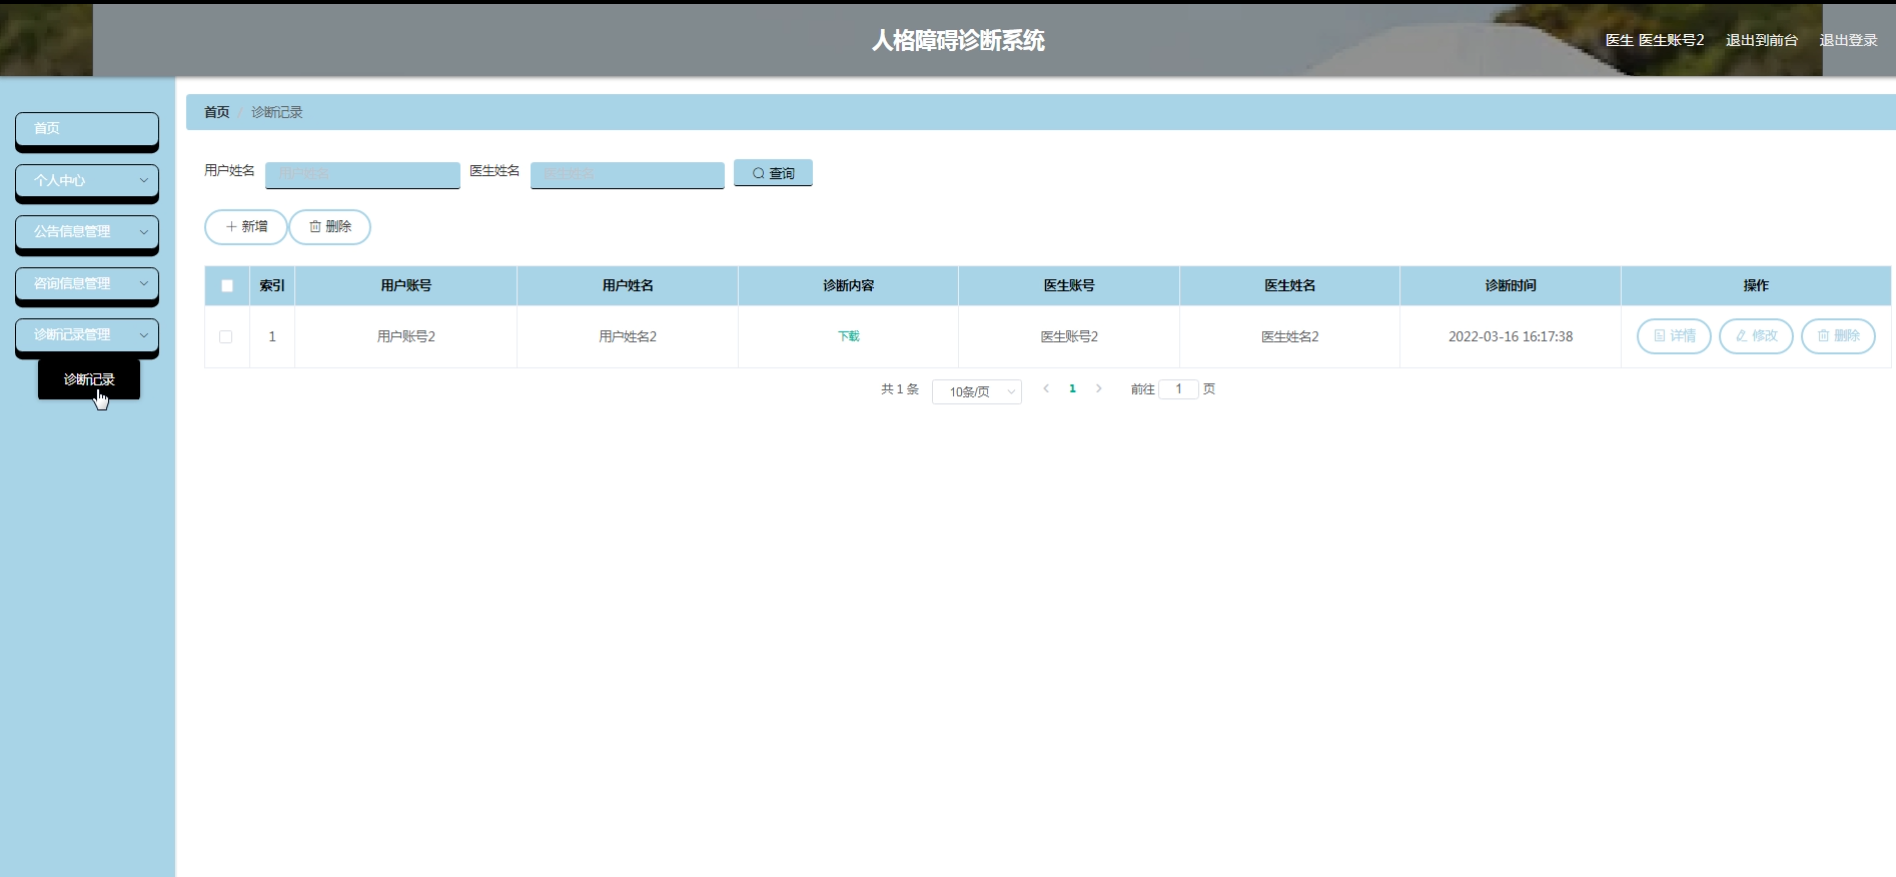 人格障碍诊断系统
医生 医生账号2 退出到前台 退出登录
首页
个人中心
公告信息管理
咨询信息管理
诊断记录管理
诊断记录
首页 / 诊断记录
用户姓名 用户姓名 医生姓名 医生姓名 查询
新增 删除
索引 用户账号 用户姓名 诊断内容 医生账号 医生姓名 诊断时间 操作
1 用户账号2 用户姓名2 下载 医生账号2 医生姓名2 2022-03-16 16:17:38 详情 修改 删除
共 1 条 10条/页 1 前往 1 页